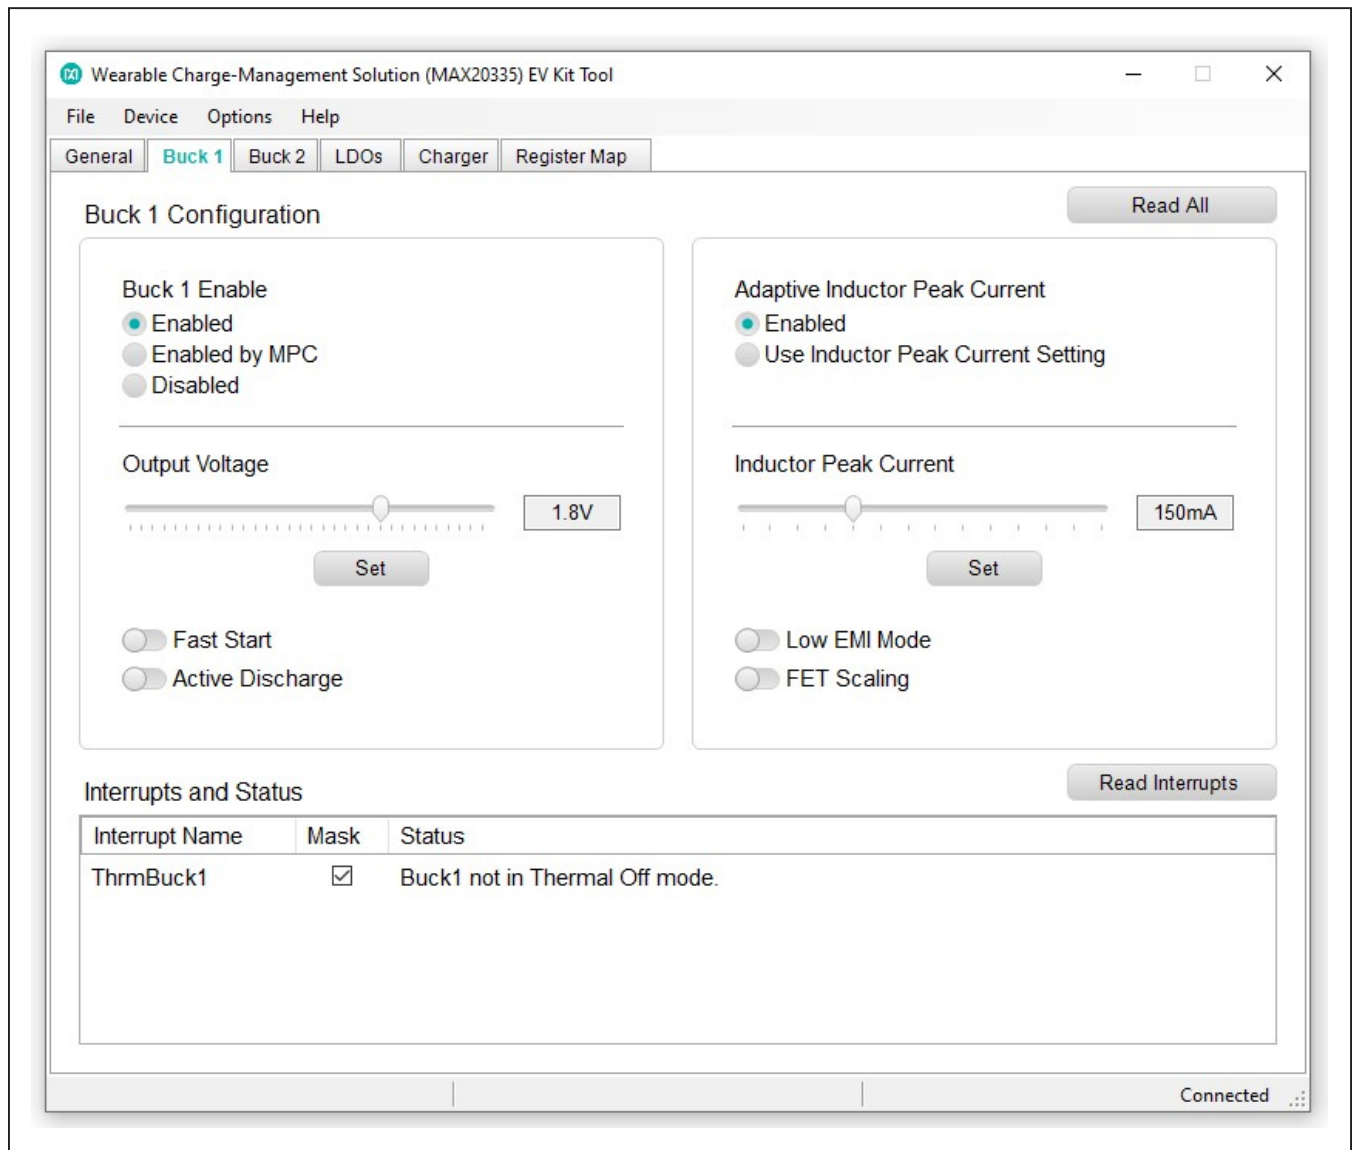 Wearable Charge-Management Solution (MAX20335) EV Kit Tool
File Device Options Help
General Buck 1 Buck 2 LDOs Charger Register Map
Buck 1 Configuration
Read All
Buck 1 Enable
Enabled
Enabled by MPC
Disabled
Output Voltage
1.8V
Set
Fast Start
Active Discharge
Adaptive Inductor Peak Current
Enabled
Use Inductor Peak Current Setting
Inductor Peak Current
150mA
Set
Low EMI Mode
FET Scaling
Interrupts and Status
Read Interrupts
Interrupt Name Mask Status
ThrmBuck1 Buck1 not in Thermal Off mode.
Connected